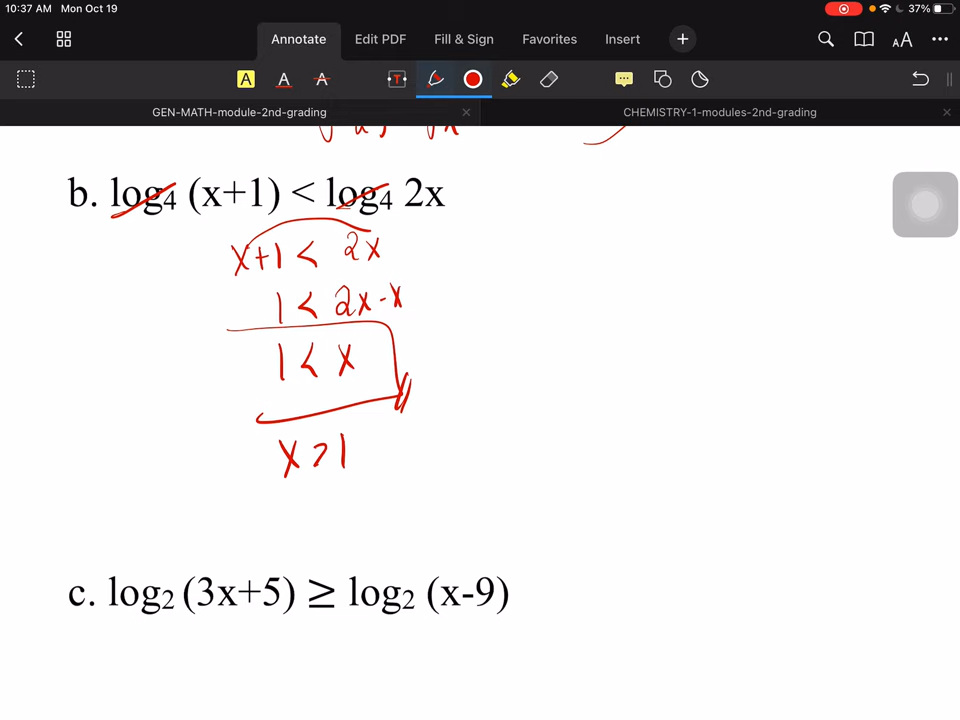 10:37 AM Mon Oct 19
37%
Annotate Edit PDF Fill & Sign Favorites Insert
AA
A A A T
GEN-MATH-module-2nd-grading
CHEMISTRY-1-modules-2nd-grading
b. log₄ (x+1) < log₄ 2x
x+1 < 2x
1 < 2x-x
1 < x
x > 1
c. log₂ (3x+5) ≥ log₂ (x-9)